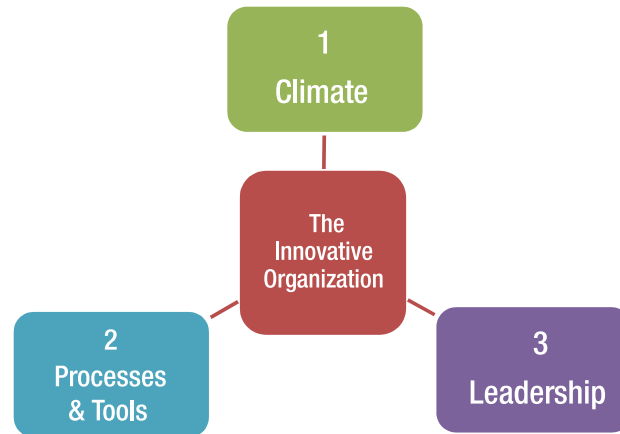 1
Climate
The
Innovative
Organization
2
Processes
& Tools
3
Leadership